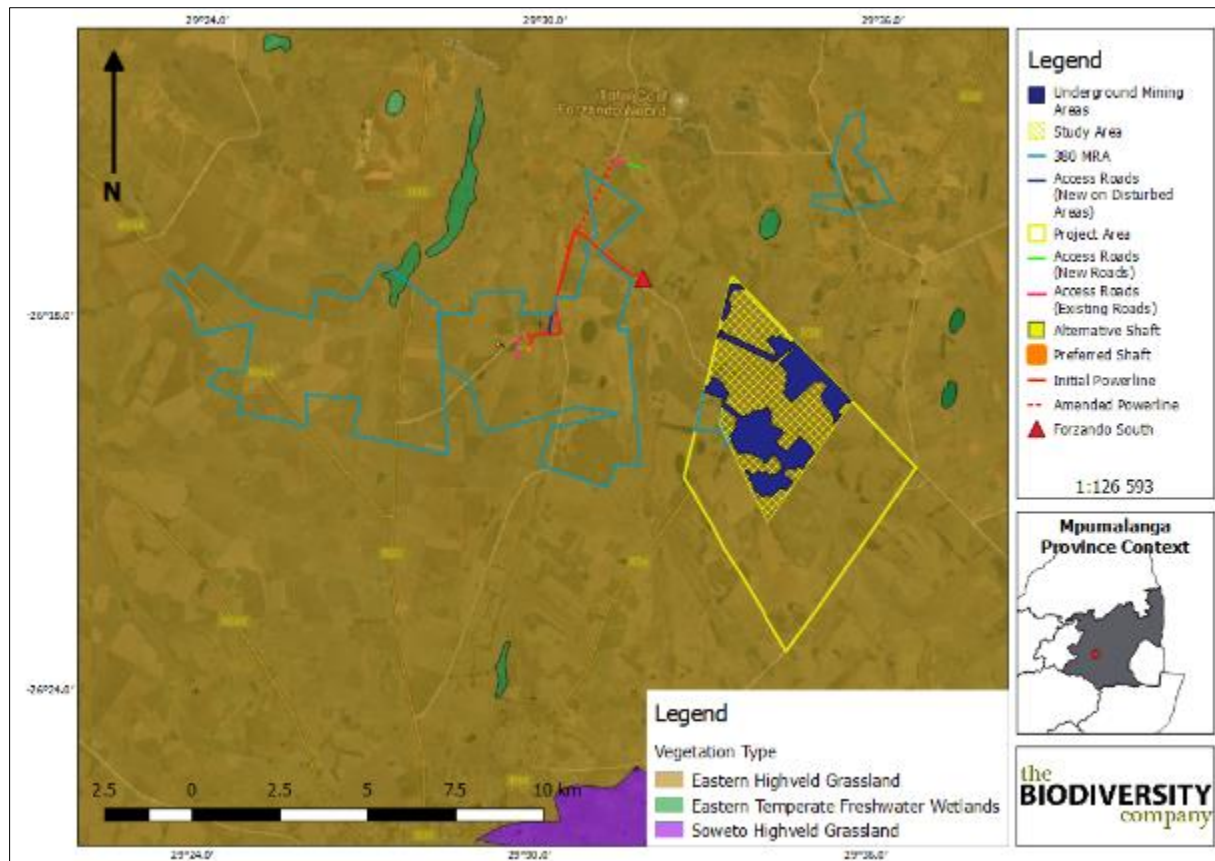 29°24.0'
29°30.0'
29°36.0'
N
-26°18.0'
-26°24.0'
Legend
Underground Mining
Areas
Study Area
380 MRA
Access Roads
(New on Disturbed
Areas)
Project Area
Access Roads
(New Roads)
Access Roads
(Existing Roads)
Alternative Shaft
Preferred Shaft
Initial Powerline
Amended Powerline
Forzando South
1:126 593
Mpumalanga
Province Context
Legend
Vegetation Type
Eastern Highveld Grassland
Eastern Temperate Freshwater Wetlands
Soweto Highveld Grassland
2.5 0 2.5 5 7.5 10 km
the
BIODIVERSITY
company
29°24.0'
29°30.0'
29°36.0'